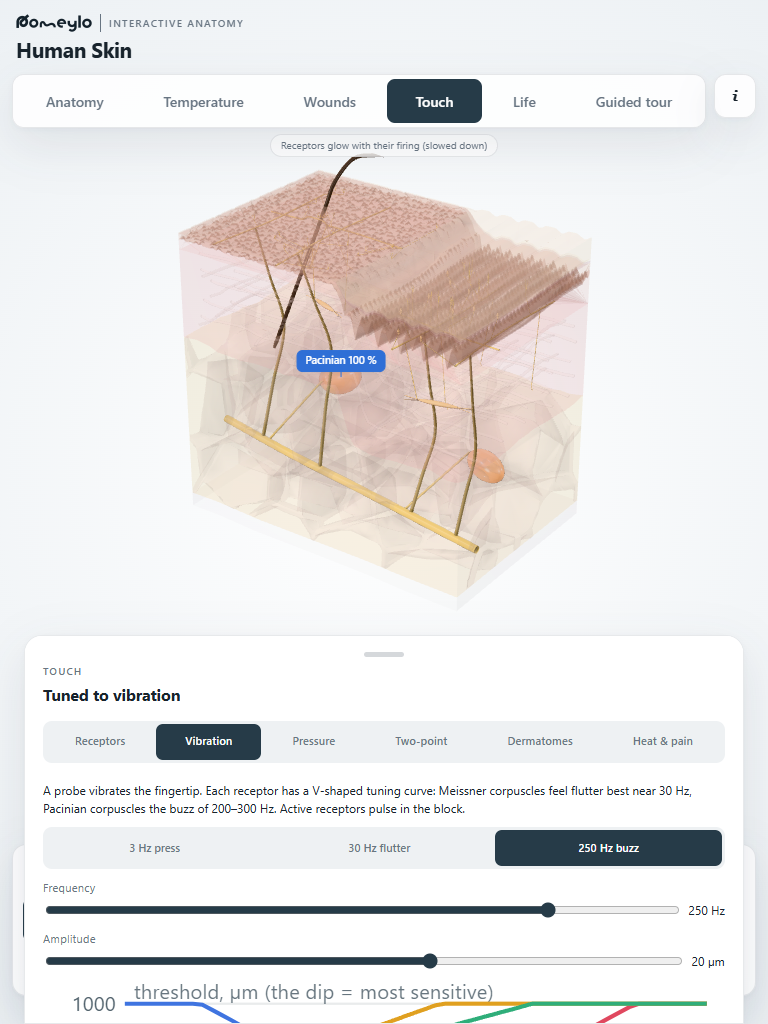 Domeylo
INTERACTIVE ANATOMY
Human Skin
Anatomy
Temperature
Wounds
Touch
Life
Guided tour
i
Receptors glow with their firing (slowed down)
Pacinian 100 %
TOUCH
Tuned to vibration
Receptors
Vibration
Pressure
Two-point
Dermatomes
Heat & pain
A probe vibrates the fingertip. Each receptor has a V-shaped tuning curve: Meissner corpuscles feel flutter best near 30 Hz,
Pacinian corpuscles the buzz of 200–300 Hz. Active receptors pulse in the block.
3 Hz press
30 Hz flutter
250 Hz buzz
Frequency
250 Hz
Amplitude
20 µm
threshold, µm (the dip = most sensitive)
1000